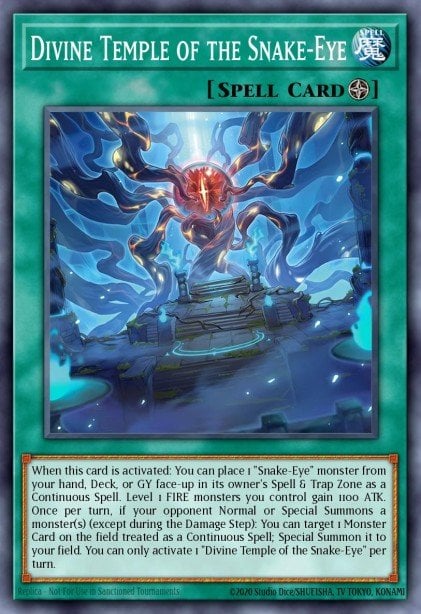 Divine Temple of the Snake-Eye
SPELL
魔
[Spell Card]
When this card is activated: You can place 1 "Snake-Eye" monster from
your hand, Deck, or GY face-up in its owner's Spell & Trap Zone as a
Continuous Spell. Level 1 FIRE monsters you control gain 1100 ATK.
Once per turn, if your opponent Normal or Special Summons a
monster(s) (except during the Damage Step): You can target 1 Monster
Card on the field treated as a Continuous Spell; Special Summon it to
your field. You can only activate 1 "Divine Temple of the Snake-Eye" per
turn.
Replica - Not For Use in Sanctioned Tournaments
©2020 Studio Dice/SHUEISHA, TV TOKYO, KONAMI